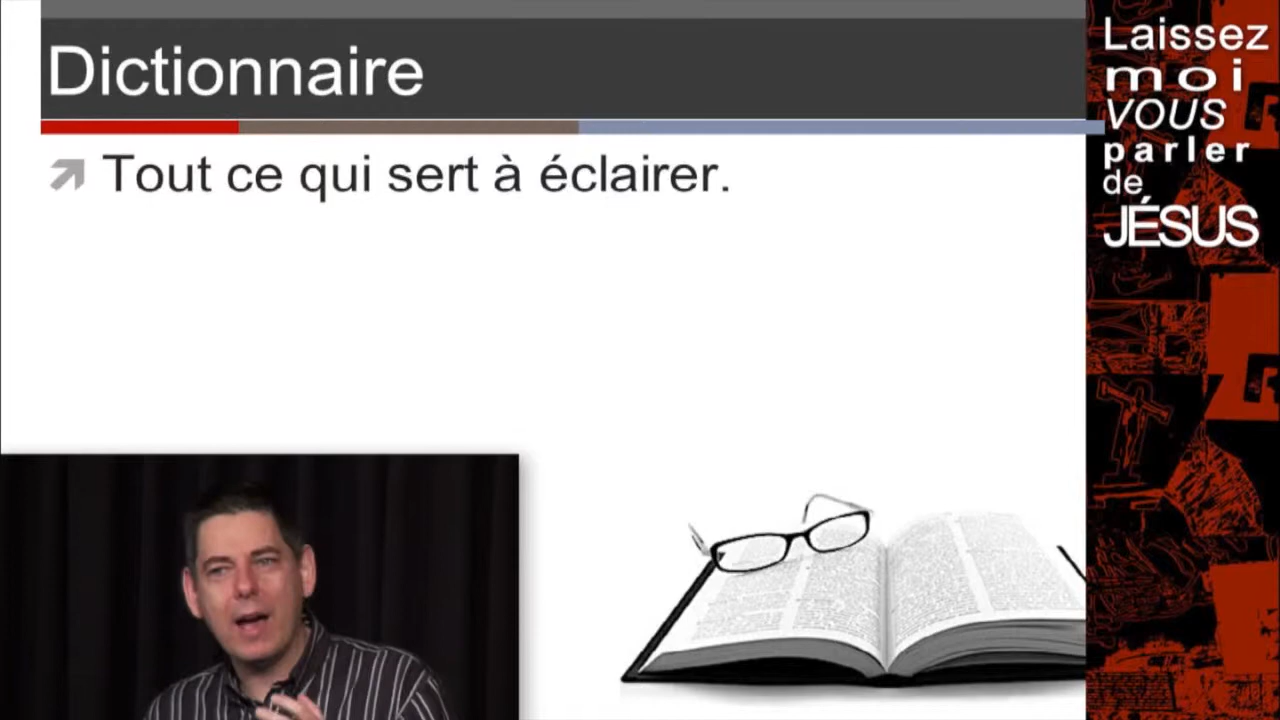 Dictionnaire
Tout ce qui sert à éclairer.
Laissez
moi
VOUS
parler
de
JÉSUS